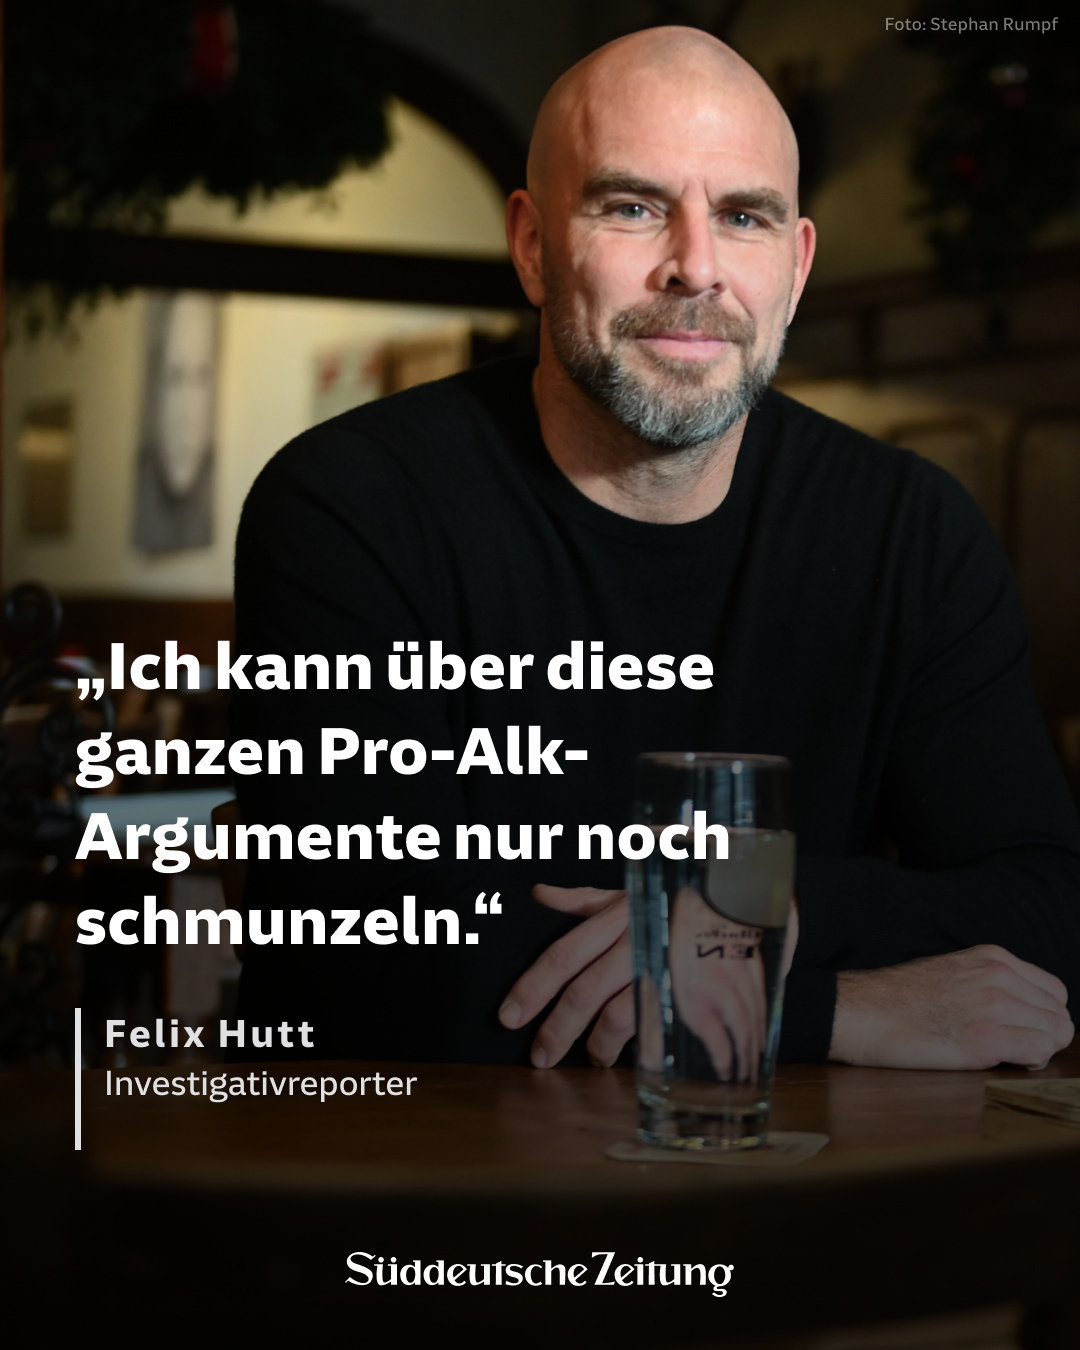 Foto: Stephan Rumpf
„Ich kann über diese
ganzen Pro-Alk-
Argumente nur noch
schmunzeln.“
Felix Hutt
Investigativreporter
Süddeutsche Zeitung